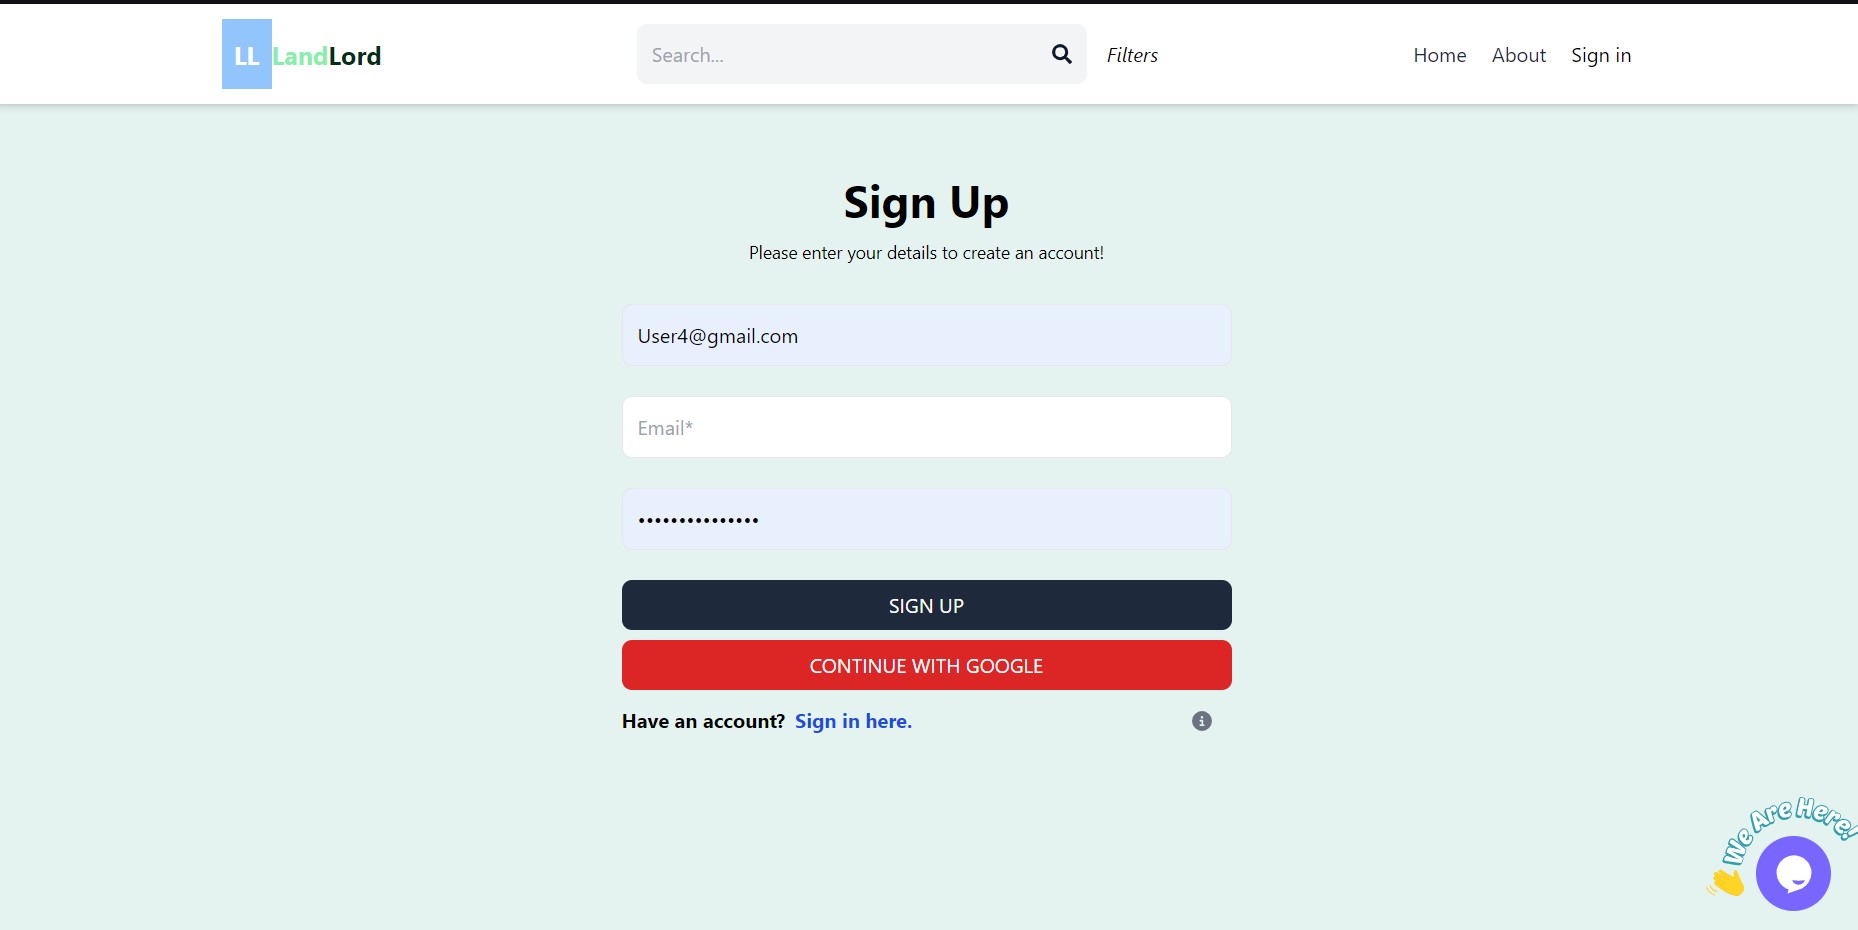 LL LandLord
Search...
Filters
Home About Sign in
Sign Up
Please enter your details to create an account!
User4@gmail.com
Email*
•••••••••••••••
SIGN UP
CONTINUE WITH GOOGLE
Have an account? Sign in here.
We Are Here!